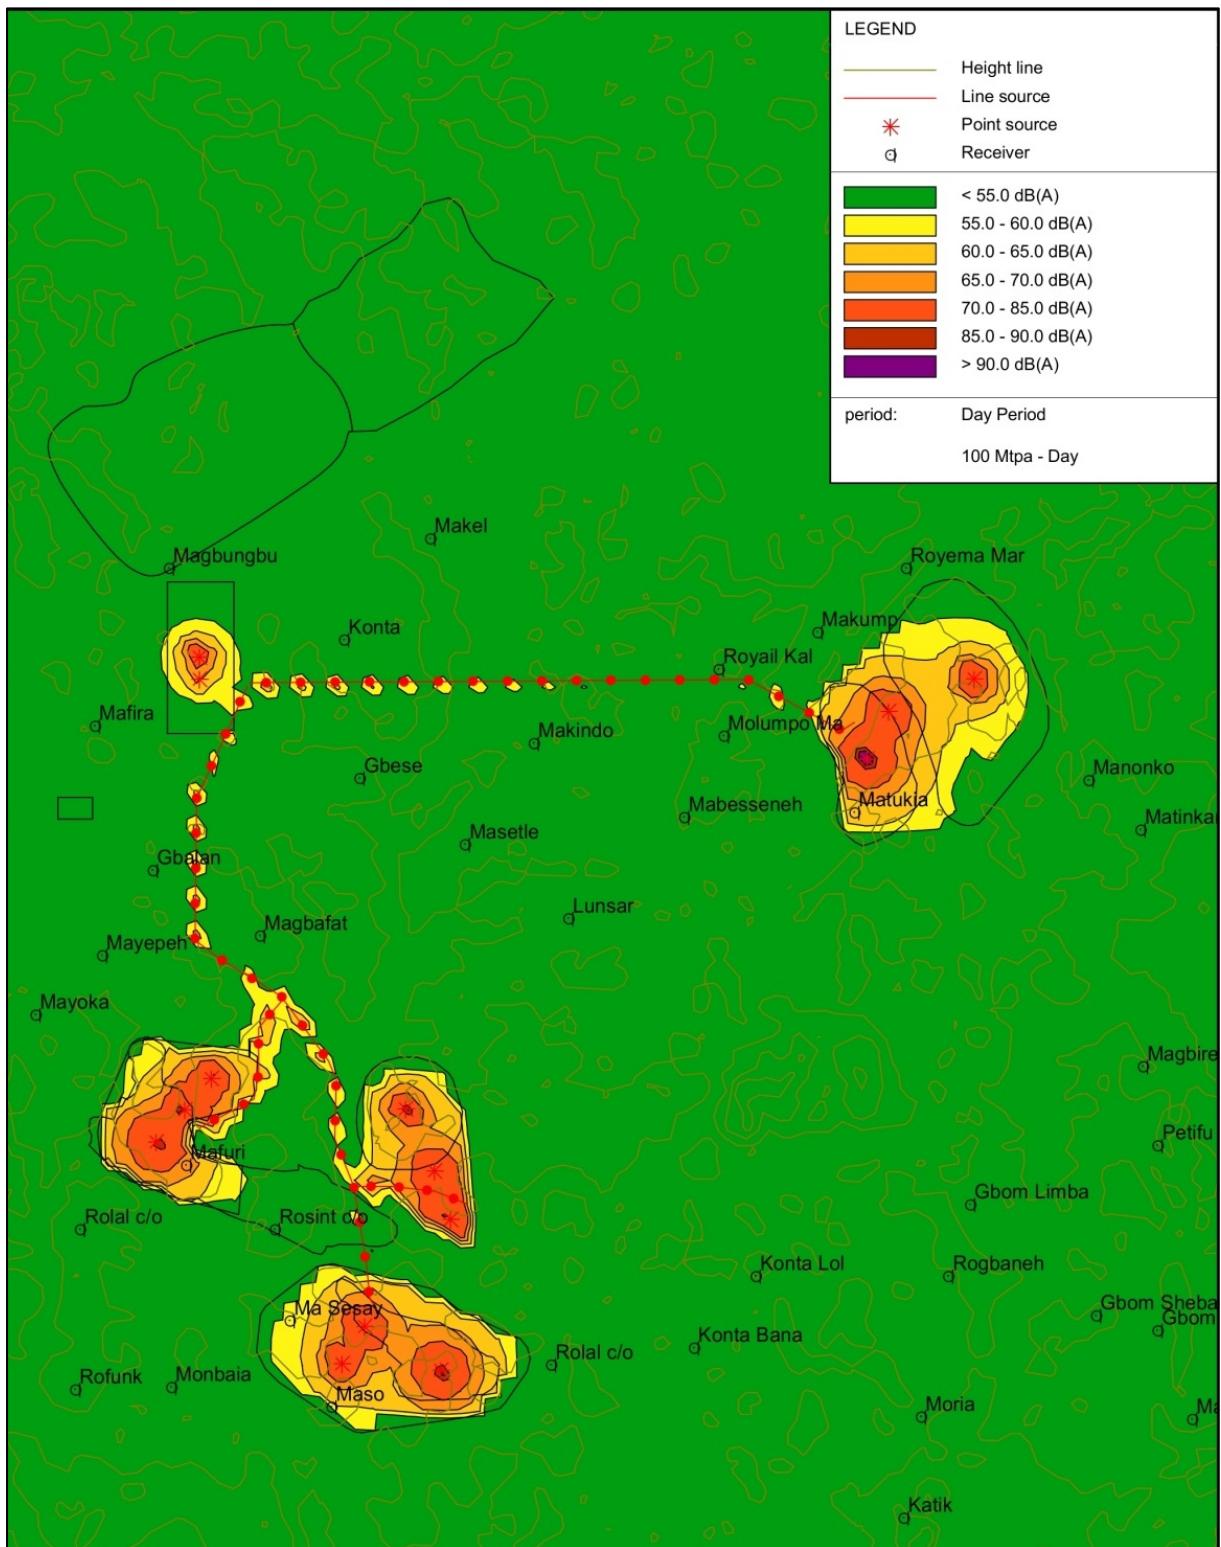 LEGEND
Height line
Line source
Point source
Receiver
< 55.0 dB(A)
55.0 - 60.0 dB(A)
60.0 - 65.0 dB(A)
65.0 - 70.0 dB(A)
70.0 - 85.0 dB(A)
85.0 - 90.0 dB(A)
> 90.0 dB(A)
period: Day Period
100 Mtpa - Day
Makel
Magbungbu
Royema Mar
Konta
Makump
Royail Kal
Mafira
Makindo
Molumpo Ma
Gbese
Manonko
Mabesseneh
Matukia
Matinka
Masetle
Gbalan
Lunsar
Magbafat
Mayepeh
Mayoka
Magbire
Petifu
Mafuri
Gbom Limba
Rolal c/o
Rosint c/o
Konta Lol
Rogbaneh
Gbom Sheba
Gbom
Ma Sesay
Konta Bana
Rolal c/o
Rofunk
Monbaia
Maso
Moria
Ma
Katik